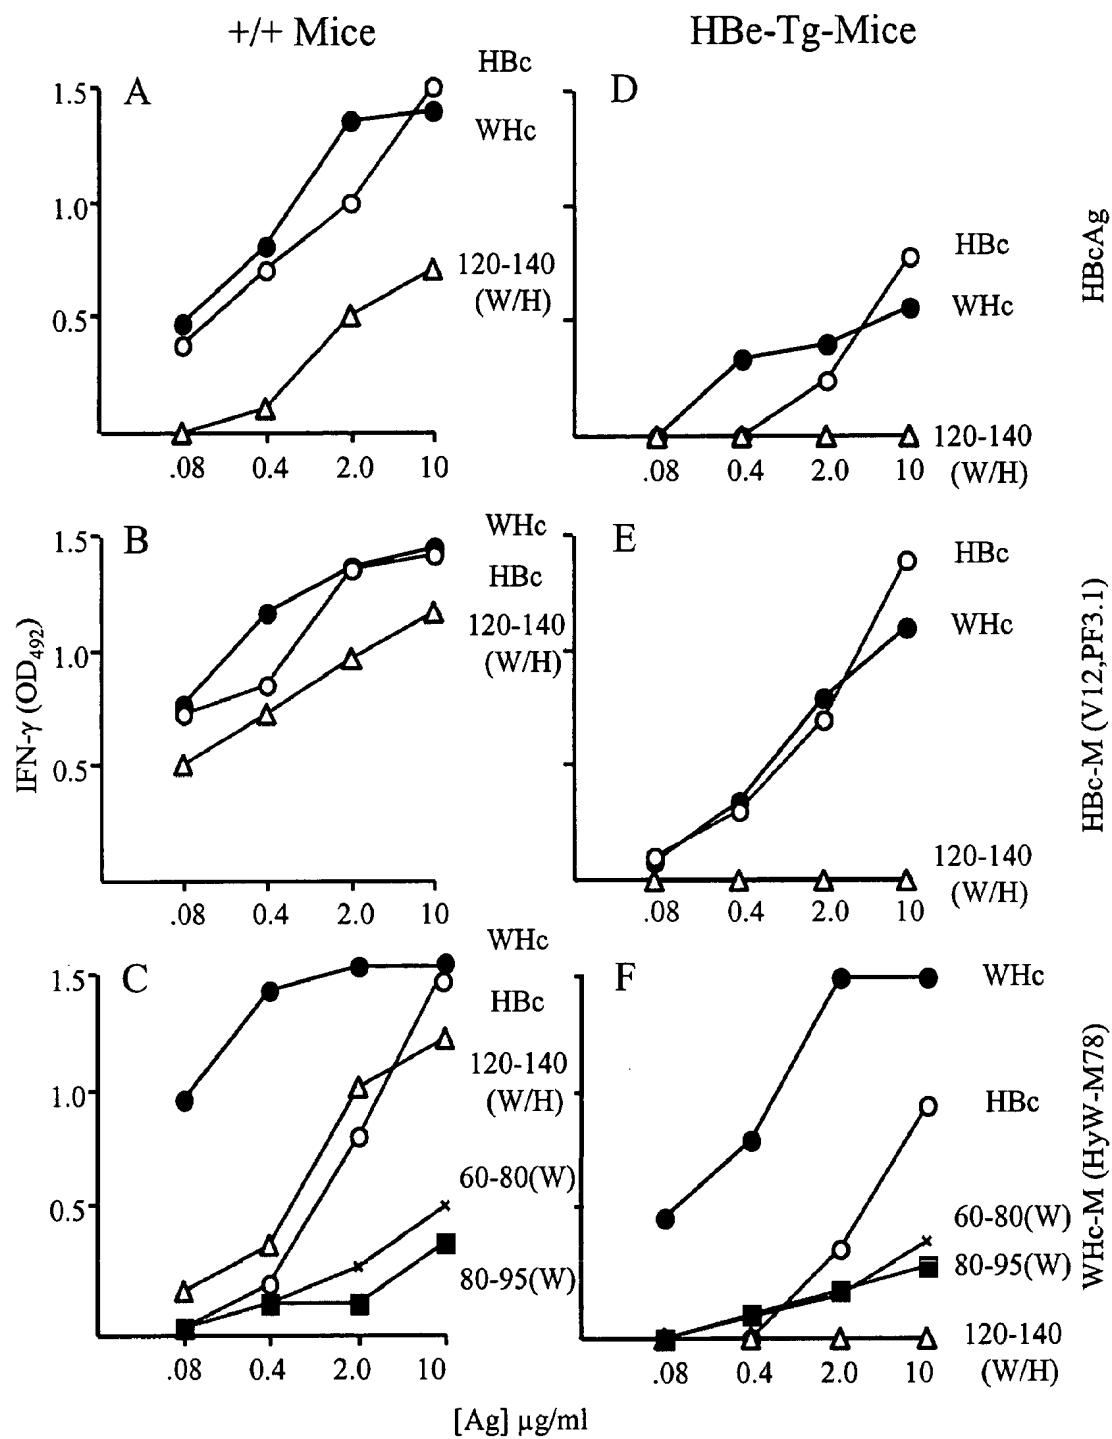 +/+ Mice
HBe-Tg-Mice
A
HBc
WHc
120-140
(W/H)
1.5
1.0
0.5
.08 0.4 2.0 10
D
HBc
WHc
120-140
(W/H)
.08 0.4 2.0 10
HBcAg
B
WHc
HBc
120-140
(W/H)
1.5
1.0
0.5
.08 0.4 2.0 10
IFN-γ (OD492)
E
HBc
WHc
120-140
(W/H)
.08 0.4 2.0 10
HBc-M (V12,PF3.1)
C
WHc
HBc
120-140
(W/H)
60-80(W)
80-95(W)
1.5
1.0
0.5
.08 0.4 2.0 10
F
WHc
HBc
60-80(W)
80-95(W)
120-140
(W/H)
.08 0.4 2.0 10
WHc-M (HyW-M78)
[Ag] µg/ml